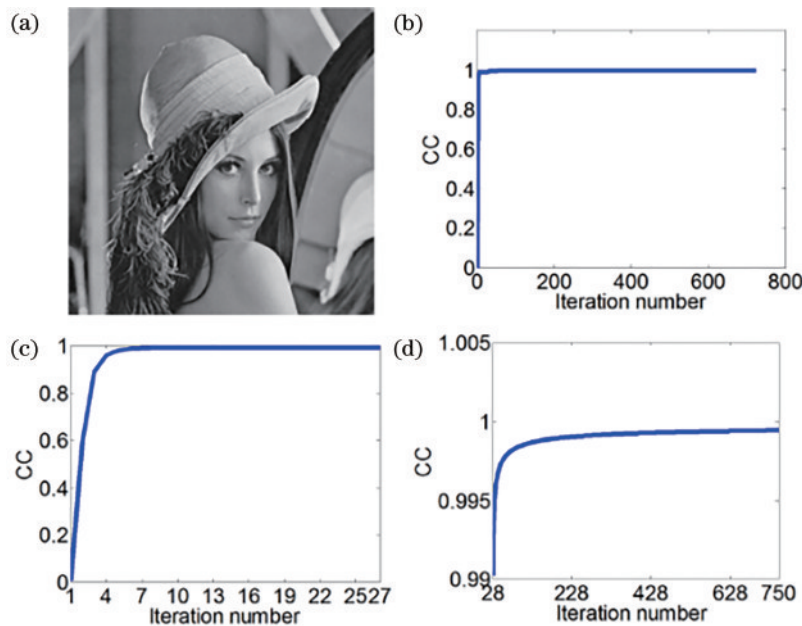 (a)
(b)
1
0.8
0.6
0.4
0.2
0
CC
0 200 400 600 800
Iteration number
(c)
1
0.8
0.6
0.4
0.2
0
CC
1 4 7 10 13 16 19 22 2527
Iteration number
(d)
1.005
1
0.995
0.99
CC
28 228 428 628 750
Iteration number